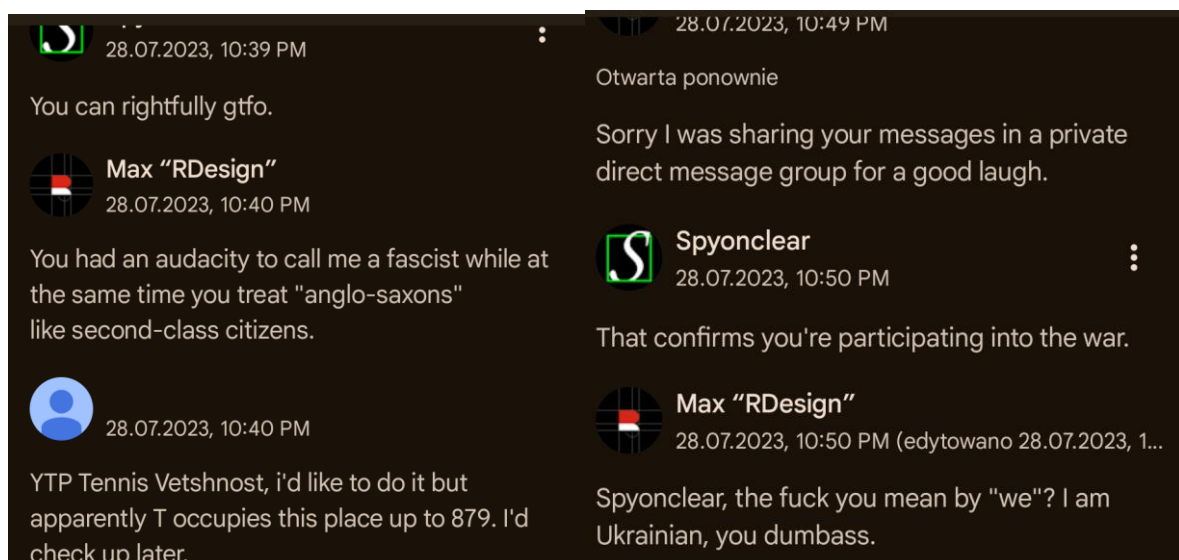 28.07.2023, 10:39 PM
You can rightfully gtfo.
Max “RDesign”
28.07.2023, 10:40 PM
You had an audacity to call me a fascist while at
the same time you treat "anglo-saxons"
like second-class citizens.
28.07.2023, 10:40 PM
YTP Tennis Vetshnost, i'd like to do it but
apparently T occupies this place up to 879. I'd
check up later.
28.07.2023, 10:49 PM
Otwarta ponownie
Sorry I was sharing your messages in a private
direct message group for a good laugh.
Spyonclear
28.07.2023, 10:50 PM
That confirms you're participating into the war.
Max “RDesign”
28.07.2023, 10:50 PM (edytowano 28.07.2023, 1...
Spyonclear, the fuck you mean by "we"? I am
Ukrainian, you dumbass.